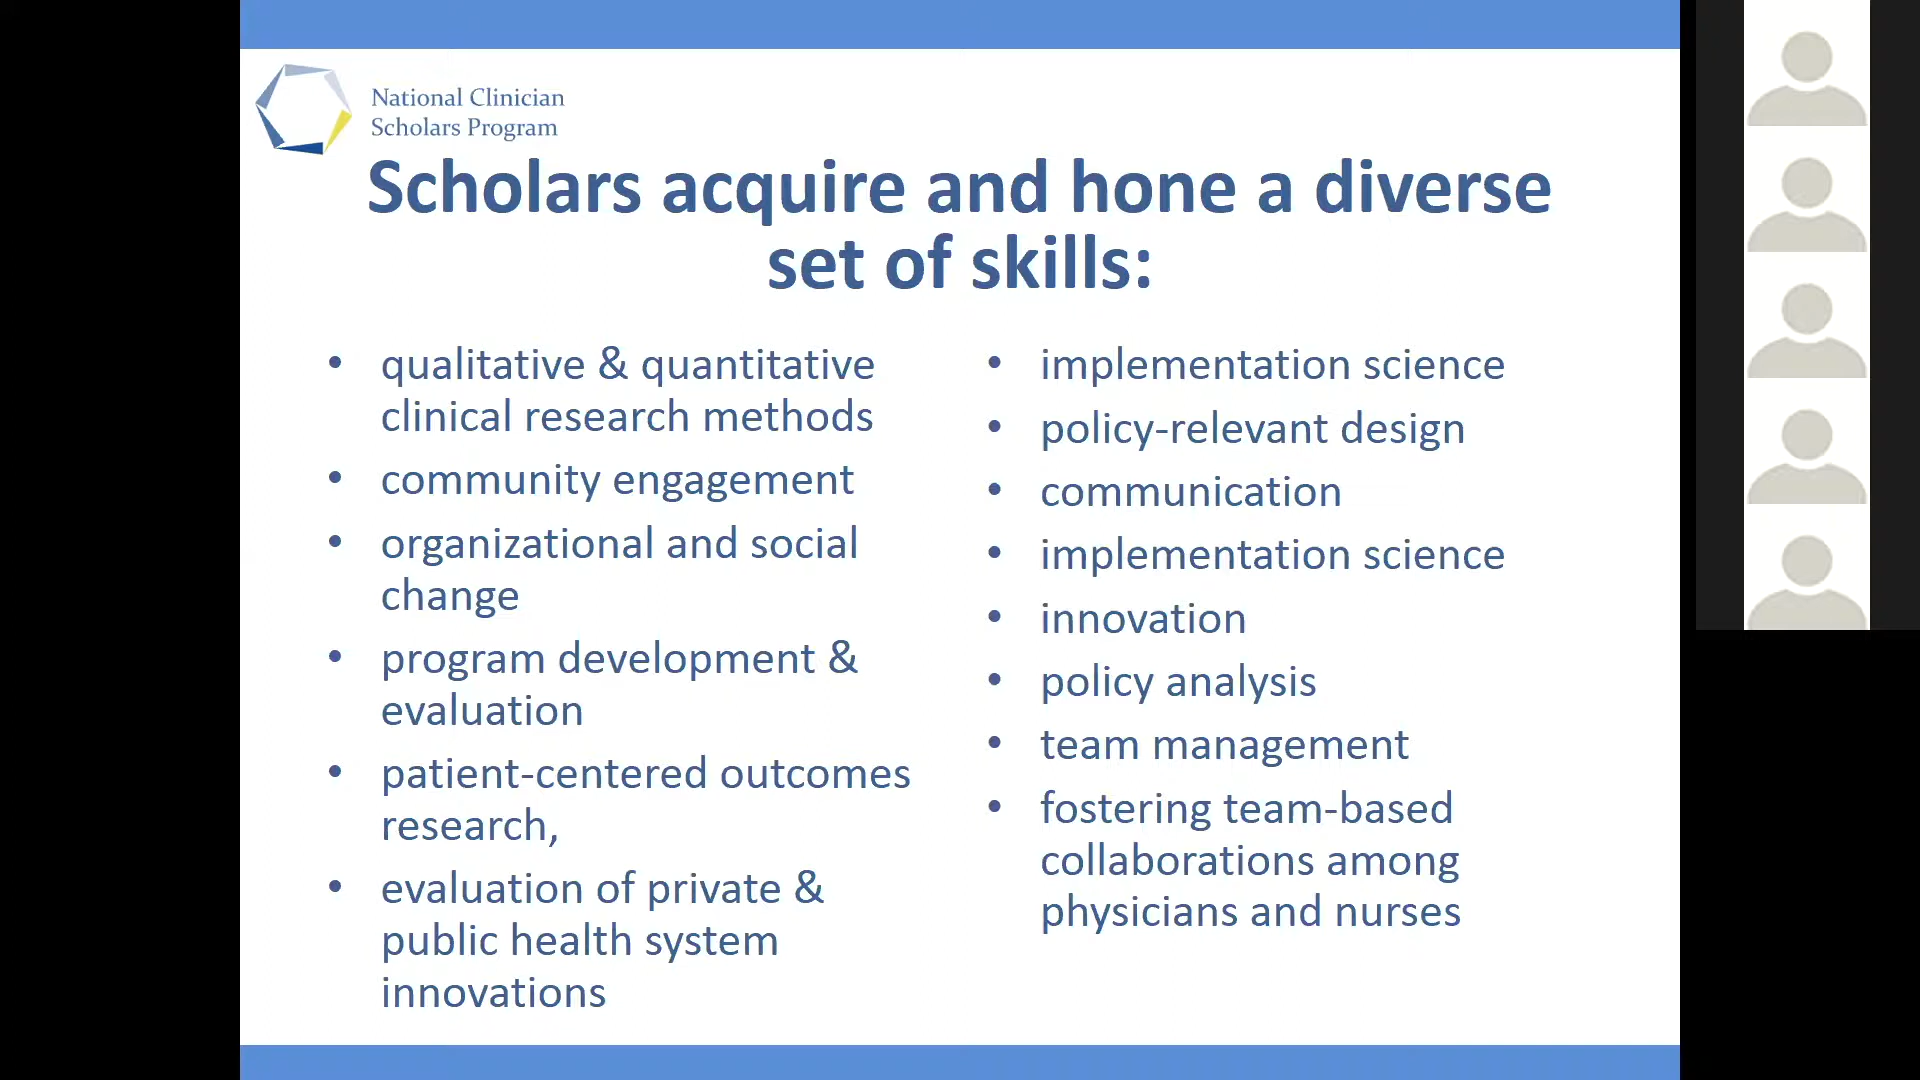 National Clinician
Scholars Program
Scholars acquire and hone a diverse
set of skills:
• qualitative & quantitative
clinical research methods
• community engagement
• organizational and social
change
• program development &
evaluation
• patient-centered outcomes
research,
• evaluation of private &
public health system
innovations
• implementation science
• policy-relevant design
• communication
• implementation science
• innovation
• policy analysis
• team management
• fostering team-based
collaborations among
physicians and nurses